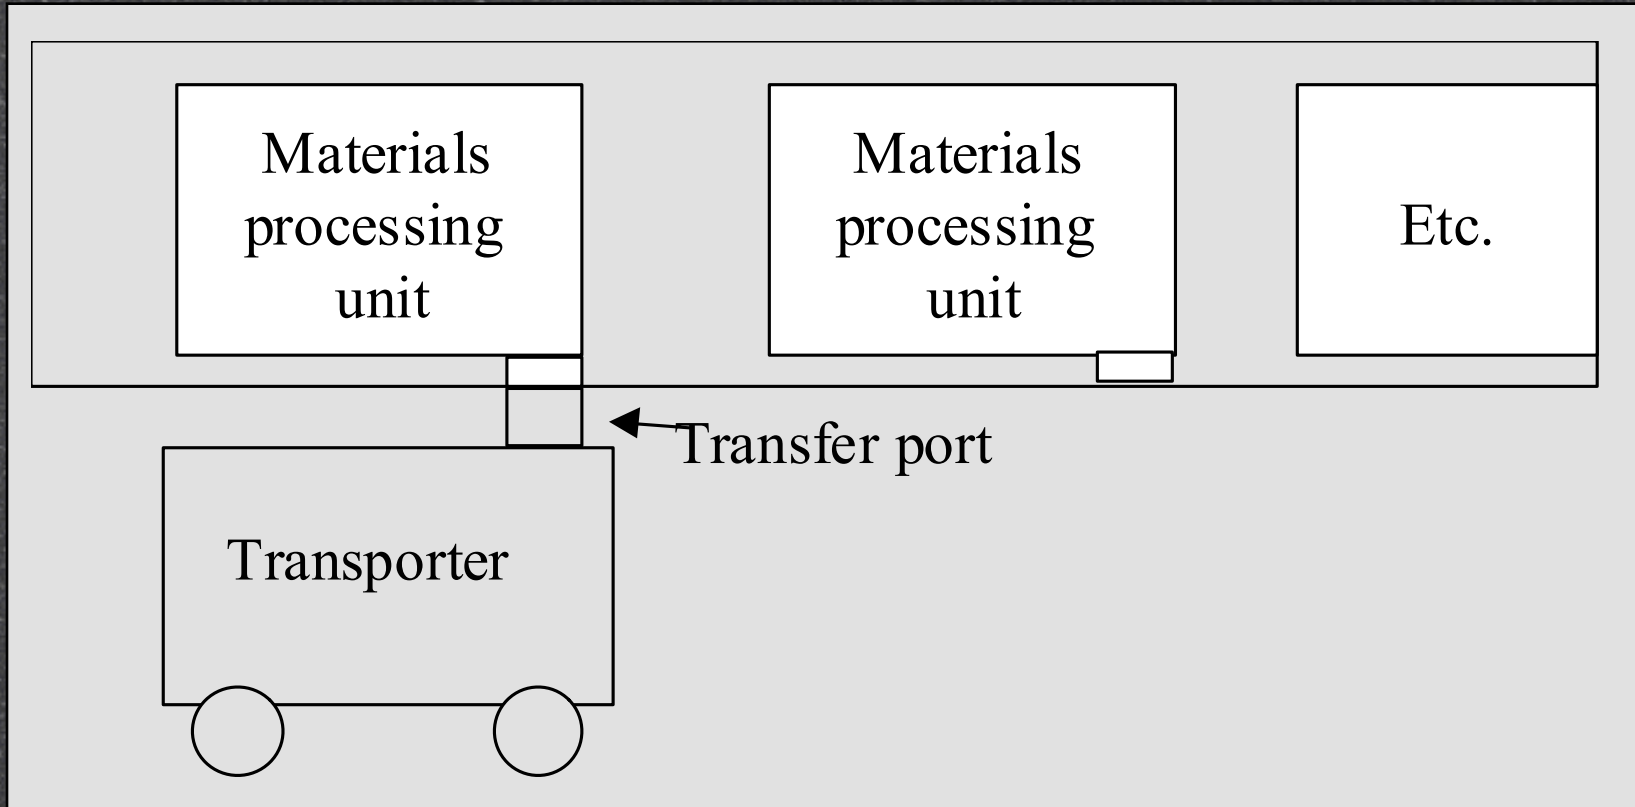 Materials
processing
unit
Materials
processing
unit
Etc.
Transfer port
Transporter